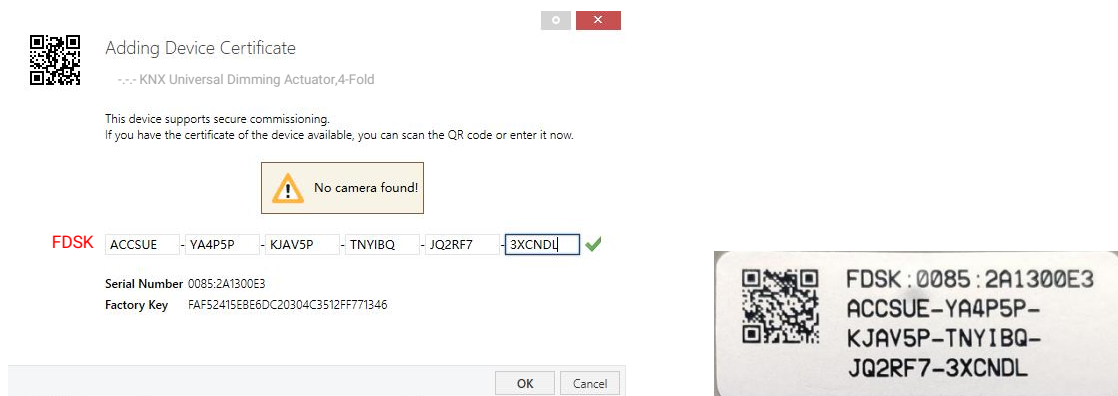 Adding Device Certificate
-.-.- KNX Universal Dimming Actuator,4-Fold
This device supports secure commissioning.
If you have the certificate of the device available, you can scan the QR code or enter it now.
No camera found!
FDSK ACCSUE - YA4P5P - KJAV5P - TNYIBQ - JQ2RF7 - 3XCNDL
Serial Number 0085:2A1300E3
Factory Key FAF52415EBE6DC20304C3512FF771346
OK Cancel
FDSK:0085:2A1300E3
ACCSUE-YA4P5P-
KJAV5P-TNYIBQ-
JQ2RF7-3XCNDL